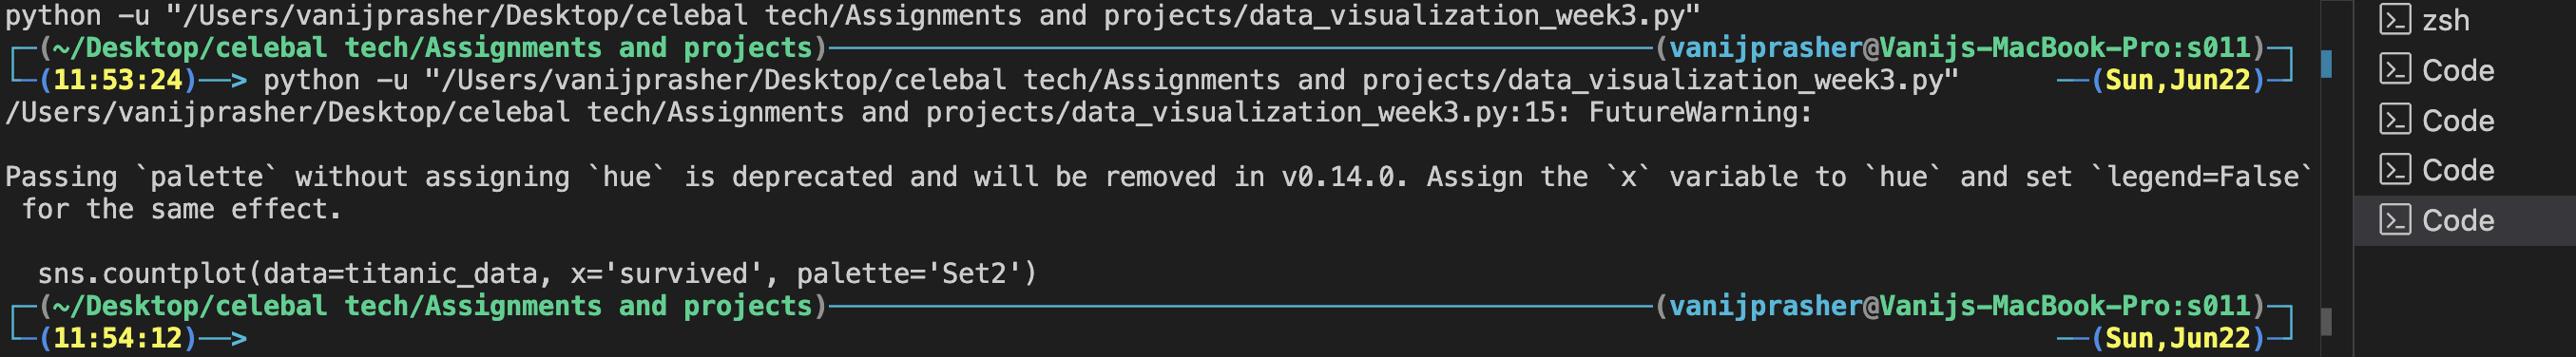 python -u "/Users/vanijprasher/Desktop/celebal tech/Assignments and projects/data_visualization_week3.py"
(~/Desktop/celebal tech/Assignments and projects) (vanijprasher@Vanijs-MacBook-Pro:s011)
(11:53:24)—> python -u "/Users/vanijprasher/Desktop/celebal tech/Assignments and projects/data_visualization_week3.py" —(Sun,Jun22)
/Users/vanijprasher/Desktop/celebal tech/Assignments and projects/data_visualization_week3.py:15: FutureWarning:
Passing `palette` without assigning `hue` is deprecated and will be removed in v0.14.0. Assign the `x` variable to `hue` and set `legend=False`
for the same effect.
sns.countplot(data=titanic_data, x='survived', palette='Set2')
(~/Desktop/celebal tech/Assignments and projects) (vanijprasher@Vanijs-MacBook-Pro:s011)
(11:54:12)—> —(Sun,Jun22)
zsh
Code
Code
Code
Code